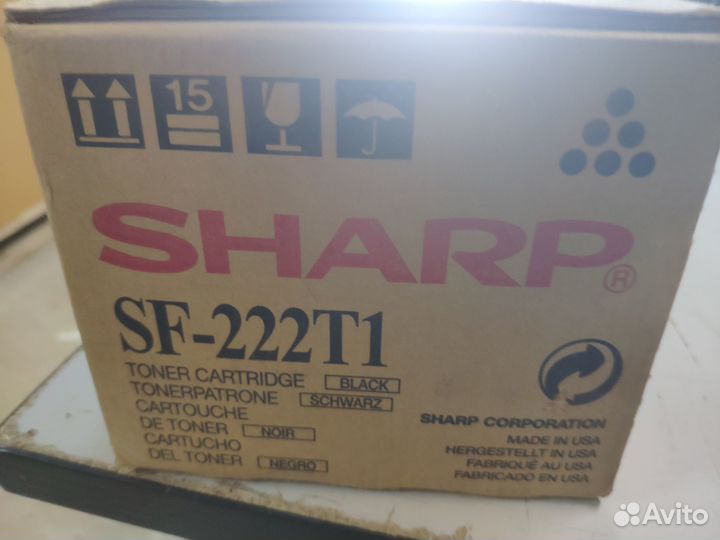 15
SHARP®
SF-222T1
TONER CARTRIDGE BLACK
TONERPATRONE SCHWARZ
CARTOUCHE
DE TONER NOIR
CARTUCHO
DEL TONER NEGRO
SHARP CORPORATION
MADE IN USA
HERGESTELLT IN USA
FABRIQUÉ AU USA
FABRICADO EN USA
Avito